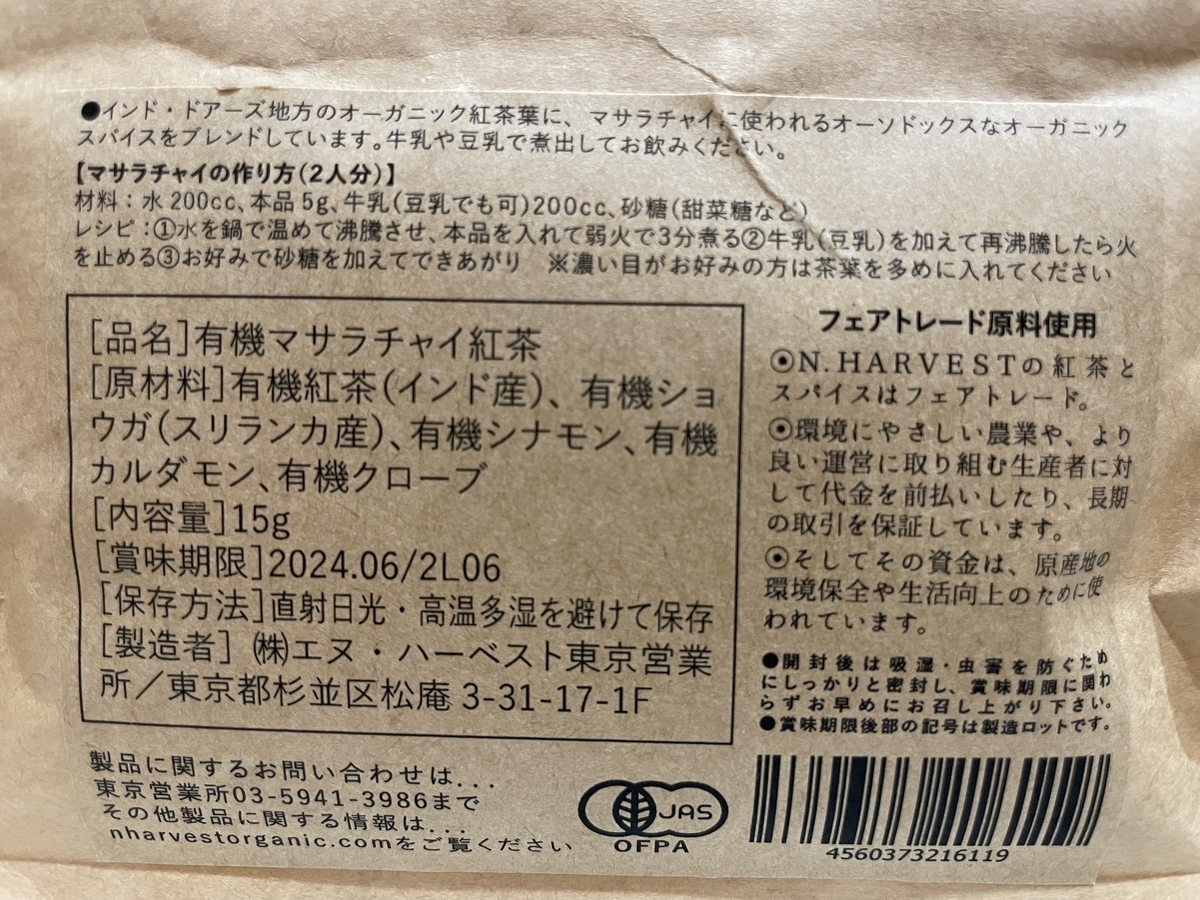 ●インド・ドアーズ地方のオーガニック紅茶葉に、マサラチャイに使われるオーソドックスなオーガニック
スパイスをブレンドしています。牛乳や豆乳で煮出してお飲みください。
【マサラチャイの作り方(2人分)】
材料：水200cc、本品5g、牛乳(豆乳でも可)200cc、砂糖(甜菜糖など)
レシピ：①水を鍋で温めて沸騰させ、本品を入れて弱火で3分煮る②牛乳(豆乳)を加えて再沸騰したら火
を止める③お好みで砂糖を加えてできあがり　※濃い目がお好みの方は茶葉を多めに入れてください
[品名]有機マサラチャイ紅茶
[原材料]有機紅茶(インド産)、有機ショ
ウガ(スリランカ産)、有機シナモン、有機
カルダモン、有機クローブ
[内容量]15g
[賞味期限]2024.06/2L06
[保存方法]直射日光・高温多湿を避けて保存
[製造者]㈱エヌ・ハーベスト東京営業
所／東京都杉並区松庵3-31-17-1F
フェアトレード原料使用
⦿N.HARVESTの紅茶と
スパイスはフェアトレード。
⦿環境にやさしい農業や、より
良い運営に取り組む生産者に対
して代金を前払いしたり、長期
の取引を保証しています。
⦿そしてその資金は、原産地の
環境保全や生活向上のために使
われています。
●開封後は吸湿・虫害を防ぐため
にしっかりと密封し、賞味期限に関わ
らずお早めにお召し上がり下さい。
●賞味期限後部の記号は製造ロットです。
製品に関するお問い合わせは...
東京営業所03-5941-3986まで
その他製品に関する情報は...
nharvestorganic.comをご覧ください
JAS
OFPA
4560373216119